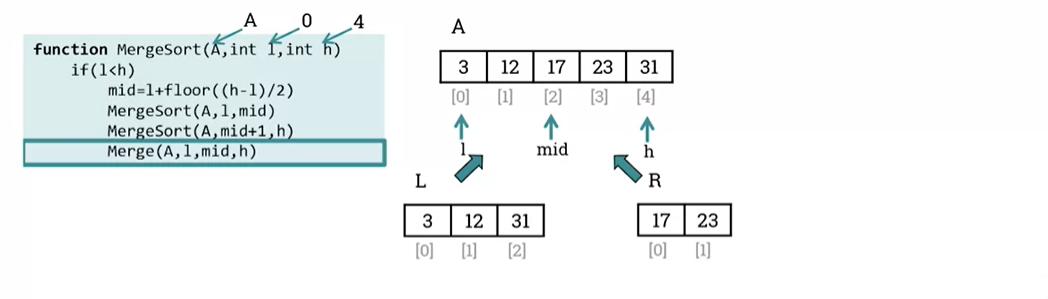 A 0 4
function MergeSort(A,int l,int h)
if(l<h)
mid=l+floor((h-l)/2)
MergeSort(A,l,mid)
MergeSort(A,mid+1,h)
Merge(A,l,mid,h)
A
3 12 17 23 31
[0] [1] [2] [3] [4]
l mid h
L
3 12 31
[0] [1] [2]
R
17 23
[0] [1]